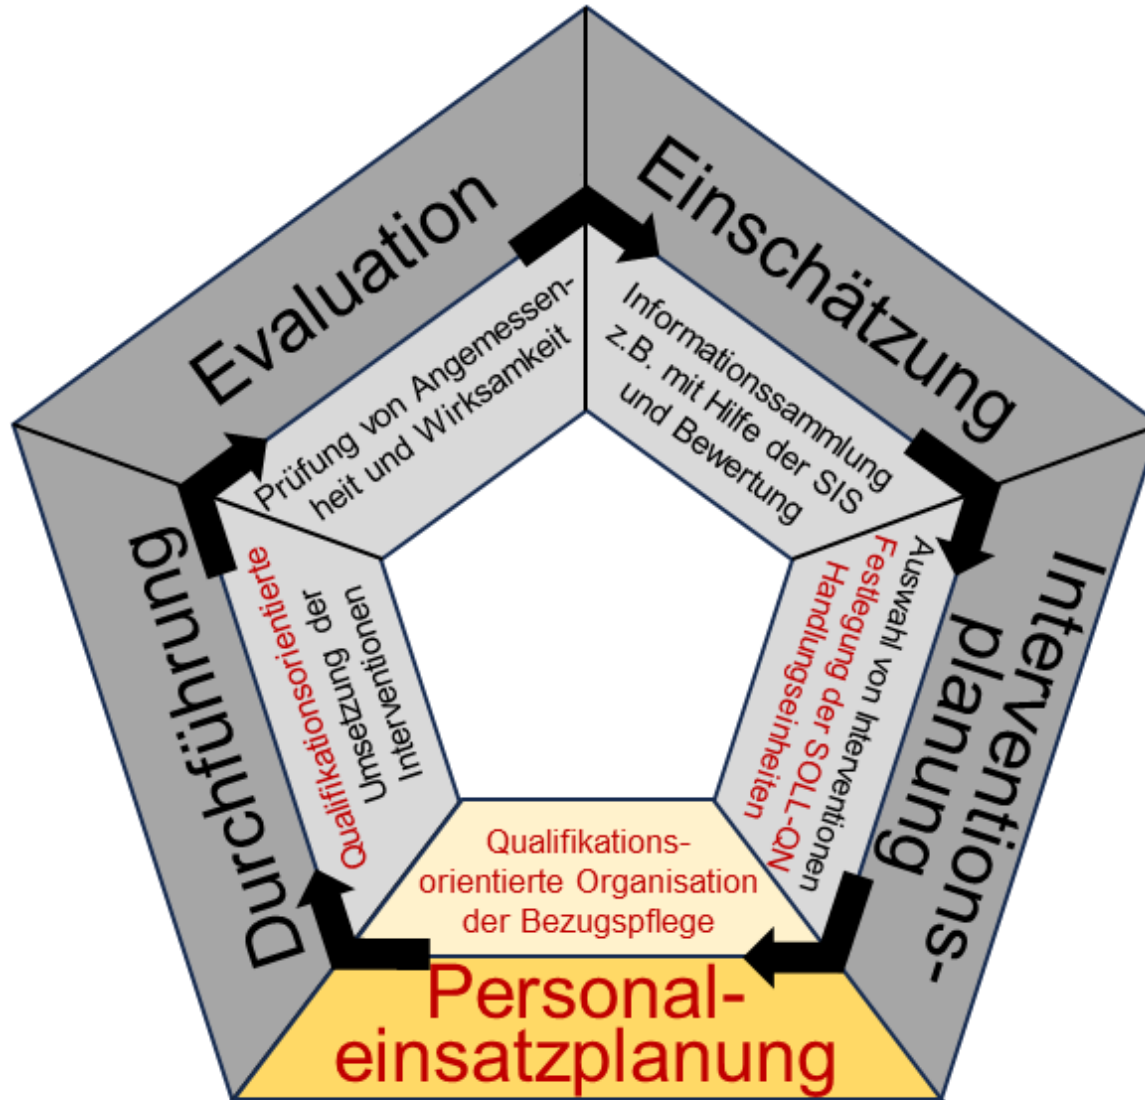 Einschätzung
Informationssammlung
z.B. mit Hilfe der SIS
und Bewertung
Interventions-
planung
Auswahl von Interventionen
Festlegung der SOLL-QN
Handlungseinheiten
Personal-
einsatzplanung
Qualifikations-
orientierte Organisation
der Bezugspflege
Durchführung
Qualifikationsorientierte
Umsetzung der
Interventionen
Evaluation
Prüfung von Angemessen-
heit und Wirksamkeit